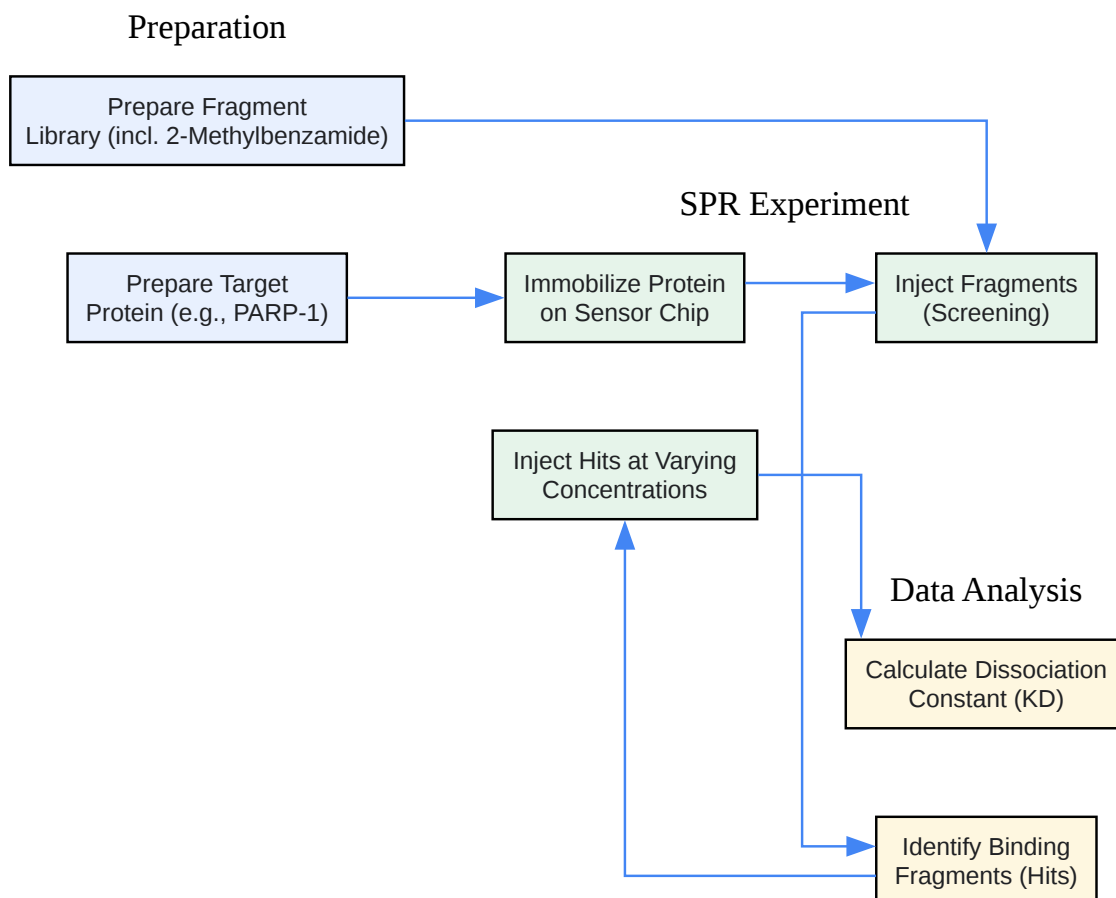 Preparation
Prepare Fragment
Library (incl. 2-Methylbenzamide)
SPR Experiment
Prepare Target
Protein (e.g., PARP-1)
Immobilize Protein
on Sensor Chip
Inject Fragments
(Screening)
Inject Hits at Varying
Concentrations
Data Analysis
Calculate Dissociation
Constant (KD)
Identify Binding
Fragments (Hits)